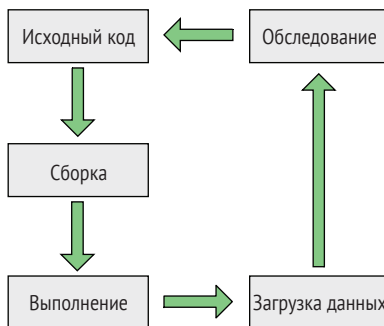 Исходный код
Обследование
Сборка
Выполнение
Загрузка данных